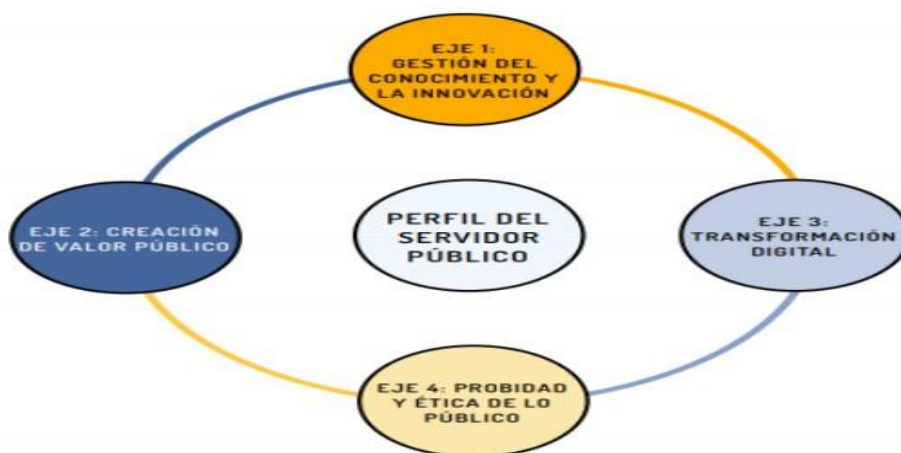 EJE 1:
GESTIÓN DEL
CONOCIMIENTO Y
LA INNOVACIÓN
EJE 2: CREACIÓN
DE VALOR PÚBLICO
PERFIL DEL
SERVIDOR
PÚBLICO
EJE 3:
TRANSFORMACIÓN
DIGITAL
EJE 4: PROBIDAD
Y ÉTICA DE LO
PÚBLICO